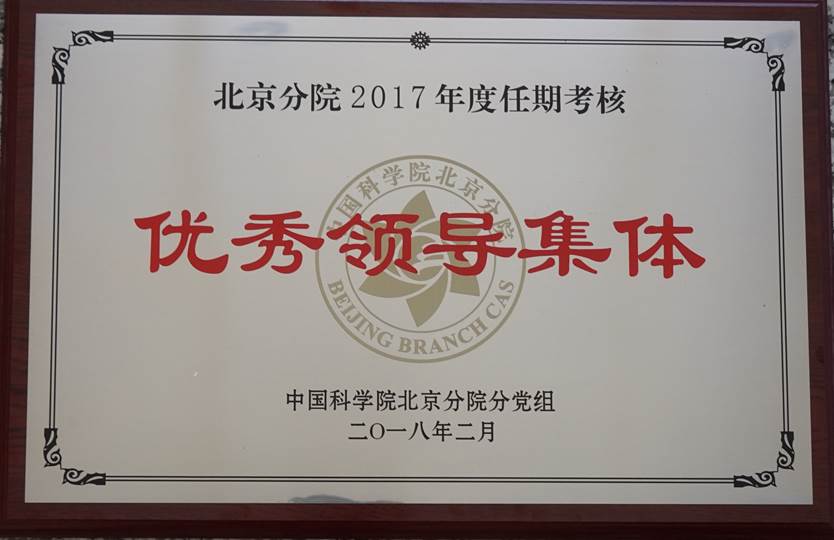 北京分院2017年度任期考核
中国科学院北京分院
优秀领导集体
BEIJING BRANCH CAS
中国科学院北京分院分党组
二〇一八年二月